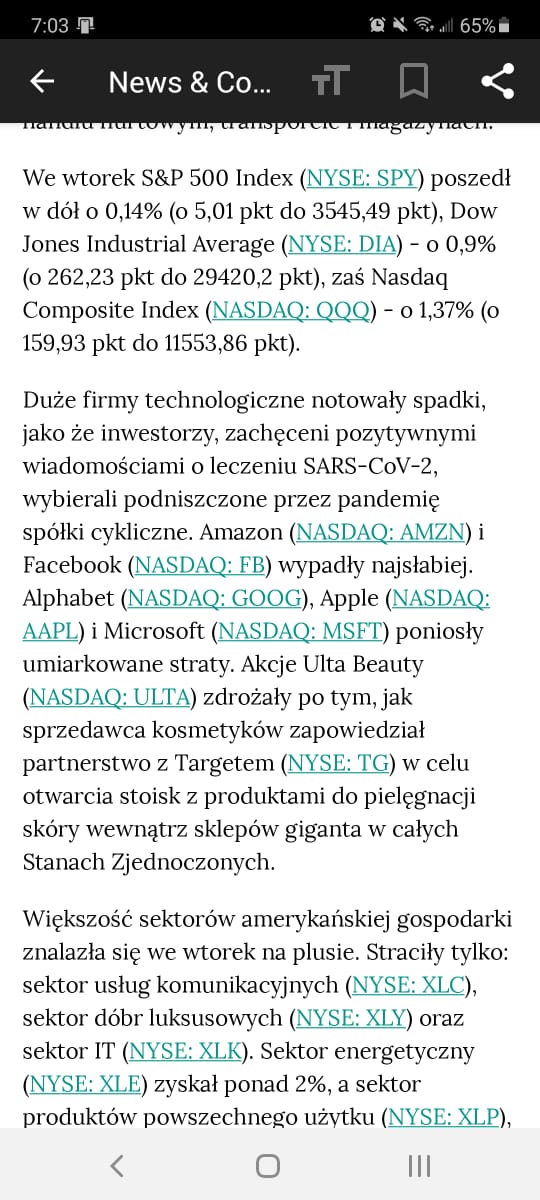 7:03
65%
News & Co...
TT
handlu hurtowym, transporcie i magazynach.
We wtorek S&P 500 Index (NYSE: SPY) poszedł
w dół o 0,14% (o 5,01 pkt do 3545,49 pkt), Dow
Jones Industrial Average (NYSE: DIA) - o 0,9%
(o 262,23 pkt do 29420,2 pkt), zaś Nasdaq
Composite Index (NASDAQ: QQQ) - o 1,37% (o
159,93 pkt do 11553,86 pkt).
Duże firmy technologiczne notowały spadki,
jako że inwestorzy, zachęceni pozytywnymi
wiadomościami o leczeniu SARS-CoV-2,
wybierali podniszczone przez pandemię
spółki cykliczne. Amazon (NASDAQ: AMZN) i
Facebook (NASDAQ: FB) wypadły najsłabiej.
Alphabet (NASDAQ: GOOG), Apple (NASDAQ:
AAPL) i Microsoft (NASDAQ: MSFT) poniosły
umiarkowane straty. Akcje Ulta Beauty
(NASDAQ: ULTA) zdrożały po tym, jak
sprzedawca kosmetyków zapowiedział
partnerstwo z Targetem (NYSE: TG) w celu
otwarcia stoisk z produktami do pielęgnacji
skóry wewnątrz sklepów giganta w całych
Stanach Zjednoczonych.
Większość sektorów amerykańskiej gospodarki
znalazła się we wtorek na plusie. Straciły tylko:
sektor usług komunikacyjnych (NYSE: XLC),
sektor dóbr luksusowych (NYSE: XLY) oraz
sektor IT (NYSE: XLK). Sektor energetyczny
(NYSE: XLE) zyskał ponad 2%, a sektor
produktów powszechnego użytku (NYSE: XLP),